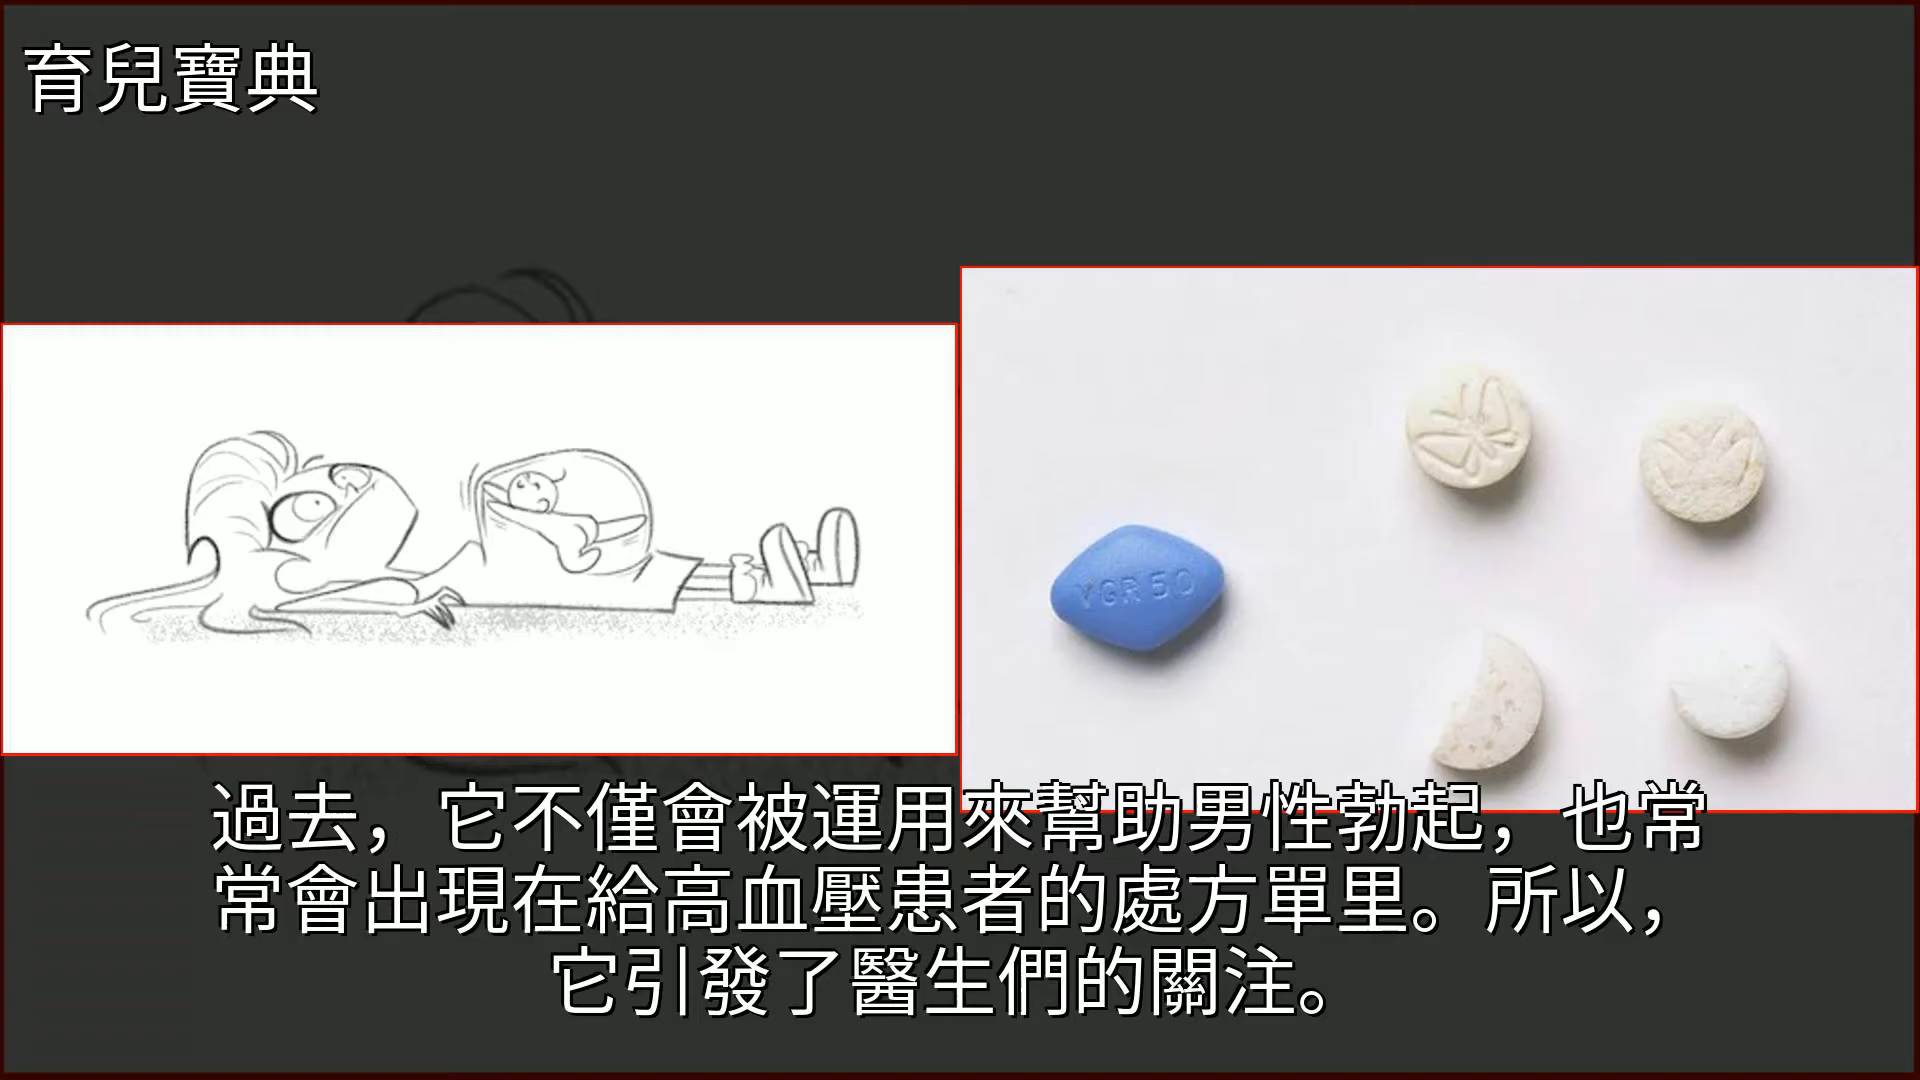 育兒寶典
VGR 50
過去，它不僅會被運用來幫助男性勃起，也常
常會出現在給高血壓患者的處方單里。所以，
它引發了醫生們的關注。